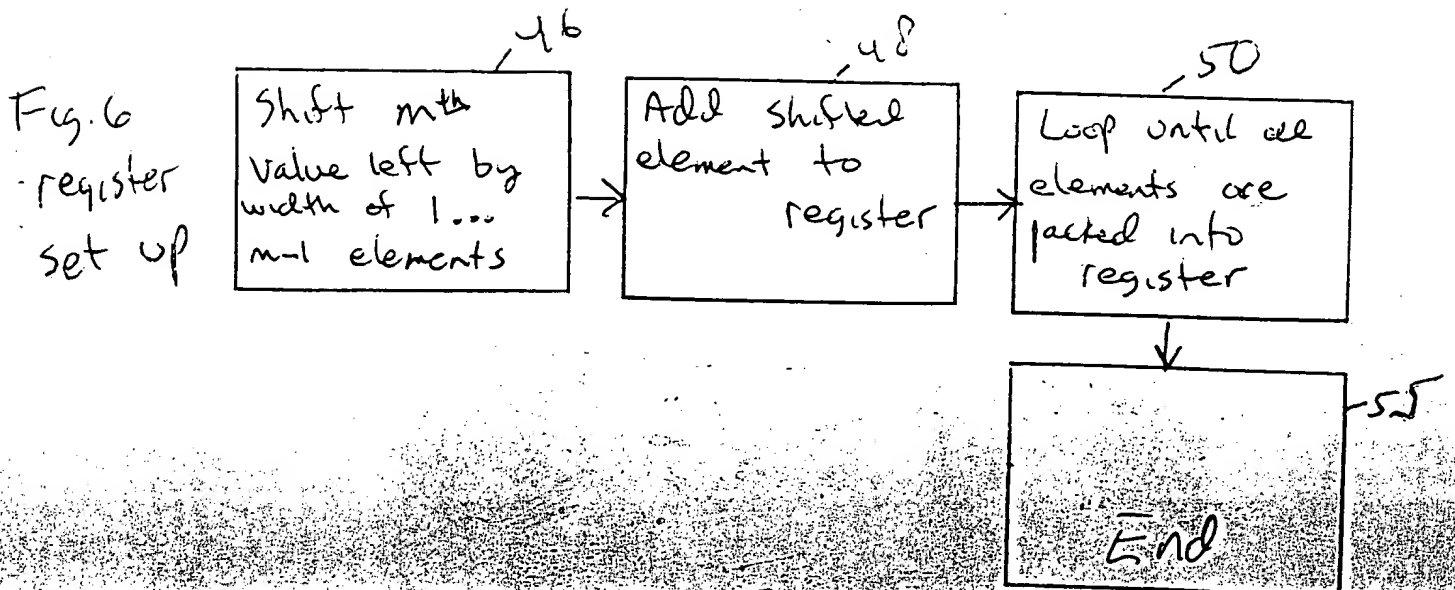 Fig. 6
register
set up
46
Shift mth
value left by
width of 1...
m-1 elements
48
Add shifted
element to
register
50
Loop until all
elements are
packed into
register
55
End